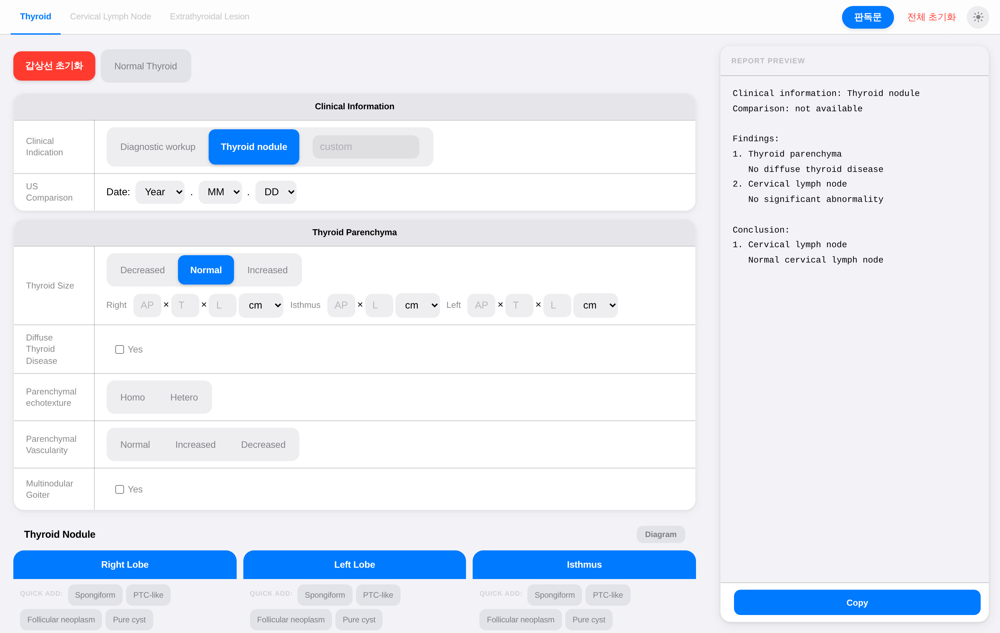 Thyroid Cervical Lymph Node Extrathyroidal Lesion 판독문 전체 초기화
갑상선 초기화 Normal Thyroid
Clinical Information
Clinical
Indication
Diagnostic workup Thyroid nodule custom
US
Comparison
Date: Year . MM . DD
Thyroid Parenchyma
Thyroid Size
Decreased Normal Increased
Right AP × T × L cm Isthmus AP × L cm Left AP × T × L cm
Diffuse
Thyroid
Disease
Yes
Parenchymal
echotexture
Homo Hetero
Parenchymal
Vascularity
Normal Increased Decreased
Multinodular
Goiter
Yes
Thyroid Nodule Diagram
Right Lobe
QUICK ADD: Spongiform PTC-like
Follicular neoplasm Pure cyst
Left Lobe
QUICK ADD: Spongiform PTC-like
Follicular neoplasm Pure cyst
Isthmus
QUICK ADD: Spongiform PTC-like
Follicular neoplasm Pure cyst
REPORT PREVIEW
Clinical information: Thyroid nodule
Comparison: not available
Findings:
1. Thyroid parenchyma
No diffuse thyroid disease
2. Cervical lymph node
No significant abnormality
Conclusion:
1. Cervical lymph node
Normal cervical lymph node
Copy